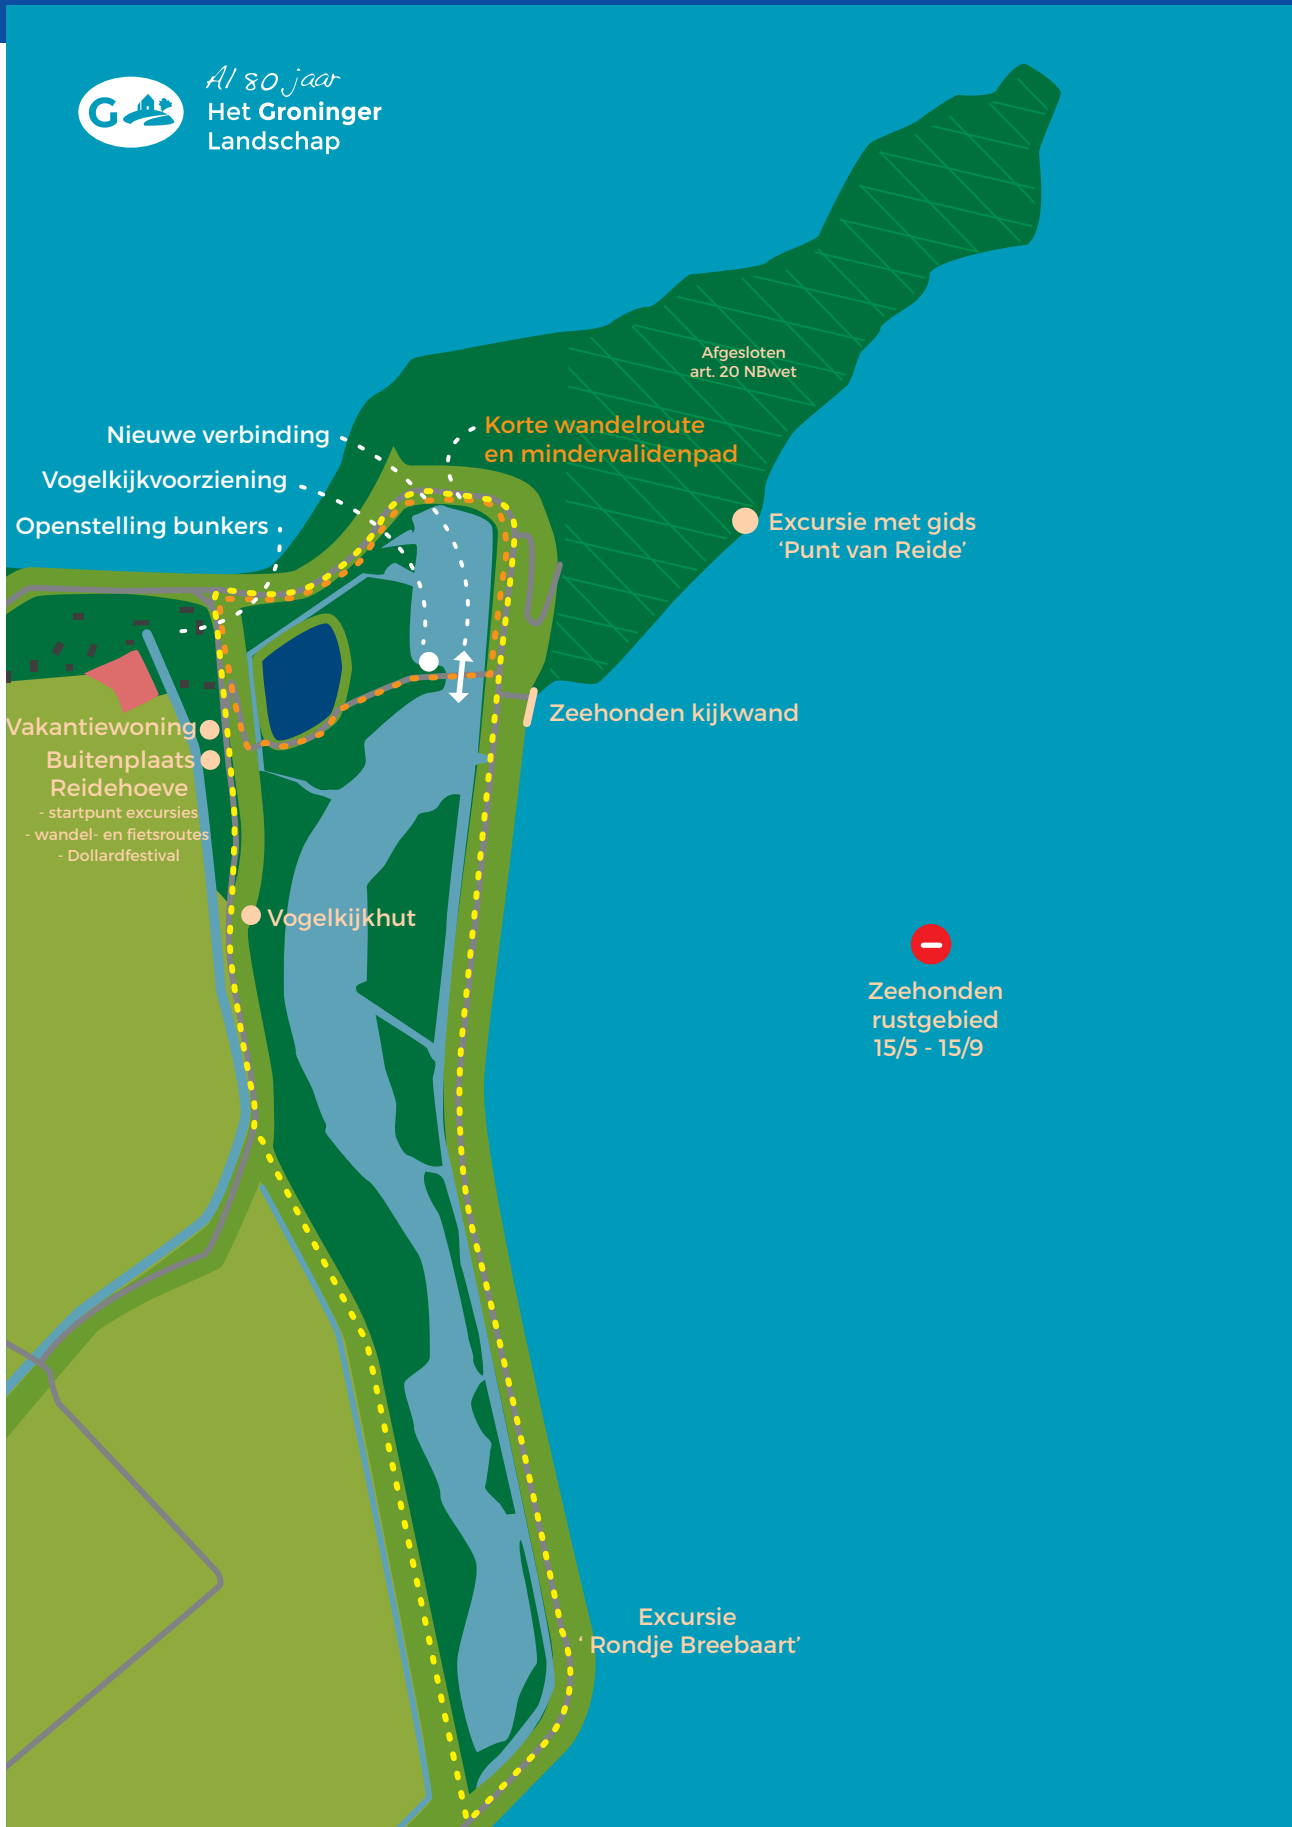 Al 80 jaar
Het Groninger
Landschap
G
Afgesloten
art. 20 NBwet
Nieuwe verbinding
Korte wandelroute
en mindervalidenpad
Vogelkijkvoorziening
Openstelling bunkers
Excursie met gids
‘Punt van Reide’
Zeehonden kijkwand
Vakantiewoning
Buitenplaats
Reidehoeve
- startpunt excursies
- wandel- en fietsroutes
- Dollardfestival
Vogelkijkhut
Zeehonden
rustgebied
15/5 - 15/9
Excursie
‘ Rondje Breebaart’